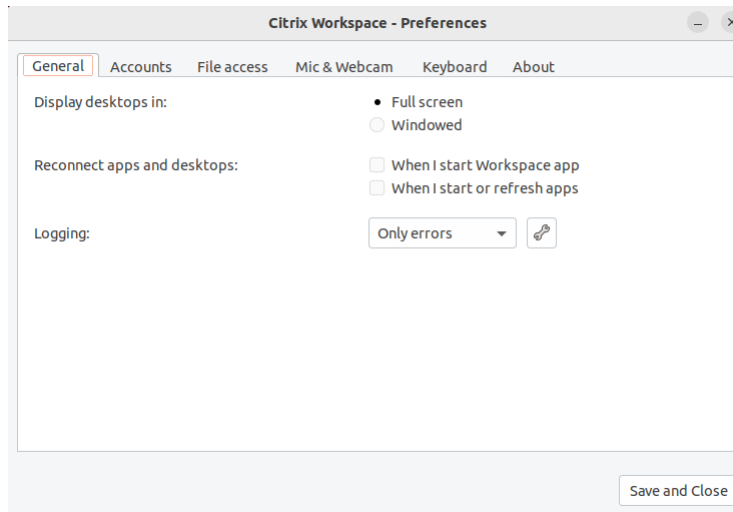 Citrix Workspace - Preferences
General Accounts File access Mic & Webcam Keyboard About
Display desktops in: Full screen
Windowed
Reconnect apps and desktops: When I start Workspace app
When I start or refresh apps
Logging: Only errors
Save and Close